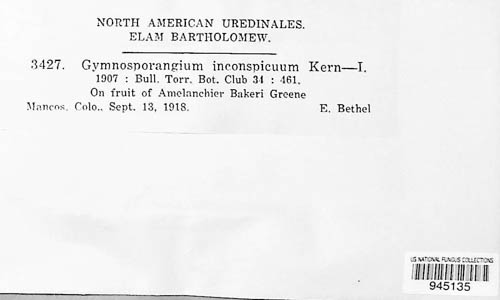 NORTH AMERICAN UREDINALES.
ELAM BARTHOLOMEW.
3427. Gymnosporangium inconspicuum Kern—I.
1907 : Bull. Torr. Bot. Club 34 : 461.
On fruit of Amelanchier Bakeri Greene
Mancos, Colo., Sept. 13, 1918. E. Bethel
US NATIONAL FUNGUS COLLECTIONS
945135